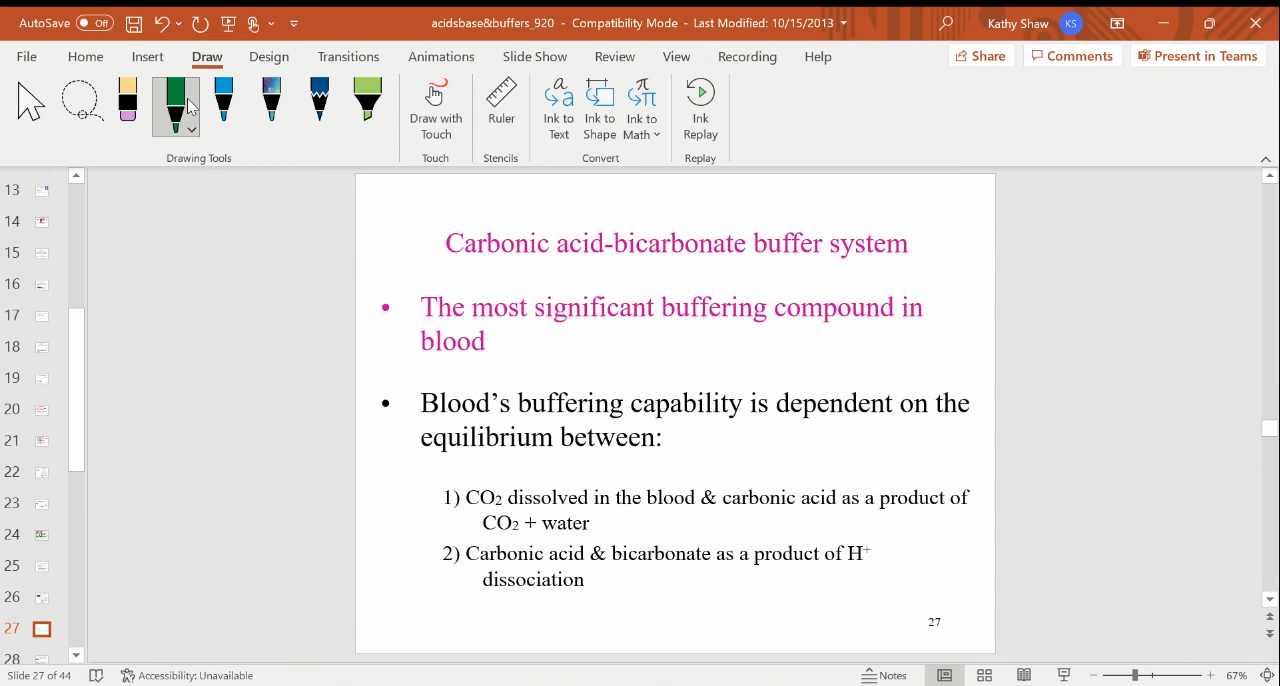 AutoSave Off acidsbase&buffers_920 - Compatibility Mode - Last Modified: 10/15/2013 Kathy Shaw KS
File Home Insert Draw Design Transitions Animations Slide Show Review View Recording Help Share Comments Present in Teams
Draw with Touch
Ruler
Ink to Text
Ink to Shape
Ink to Math
Ink Replay
Drawing Tools Touch Stencils Convert Replay
13
14
15
16
17
18
19
20
21
22
23
24
25
26
27
28
Carbonic acid-bicarbonate buffer system
• The most significant buffering compound in
blood
• Blood's buffering capability is dependent on the
equilibrium between:
1) CO2 dissolved in the blood & carbonic acid as a product of
CO2 + water
2) Carbonic acid & bicarbonate as a product of H+
dissociation
27
Slide 27 of 44 Accessibility: Unavailable Notes 67%